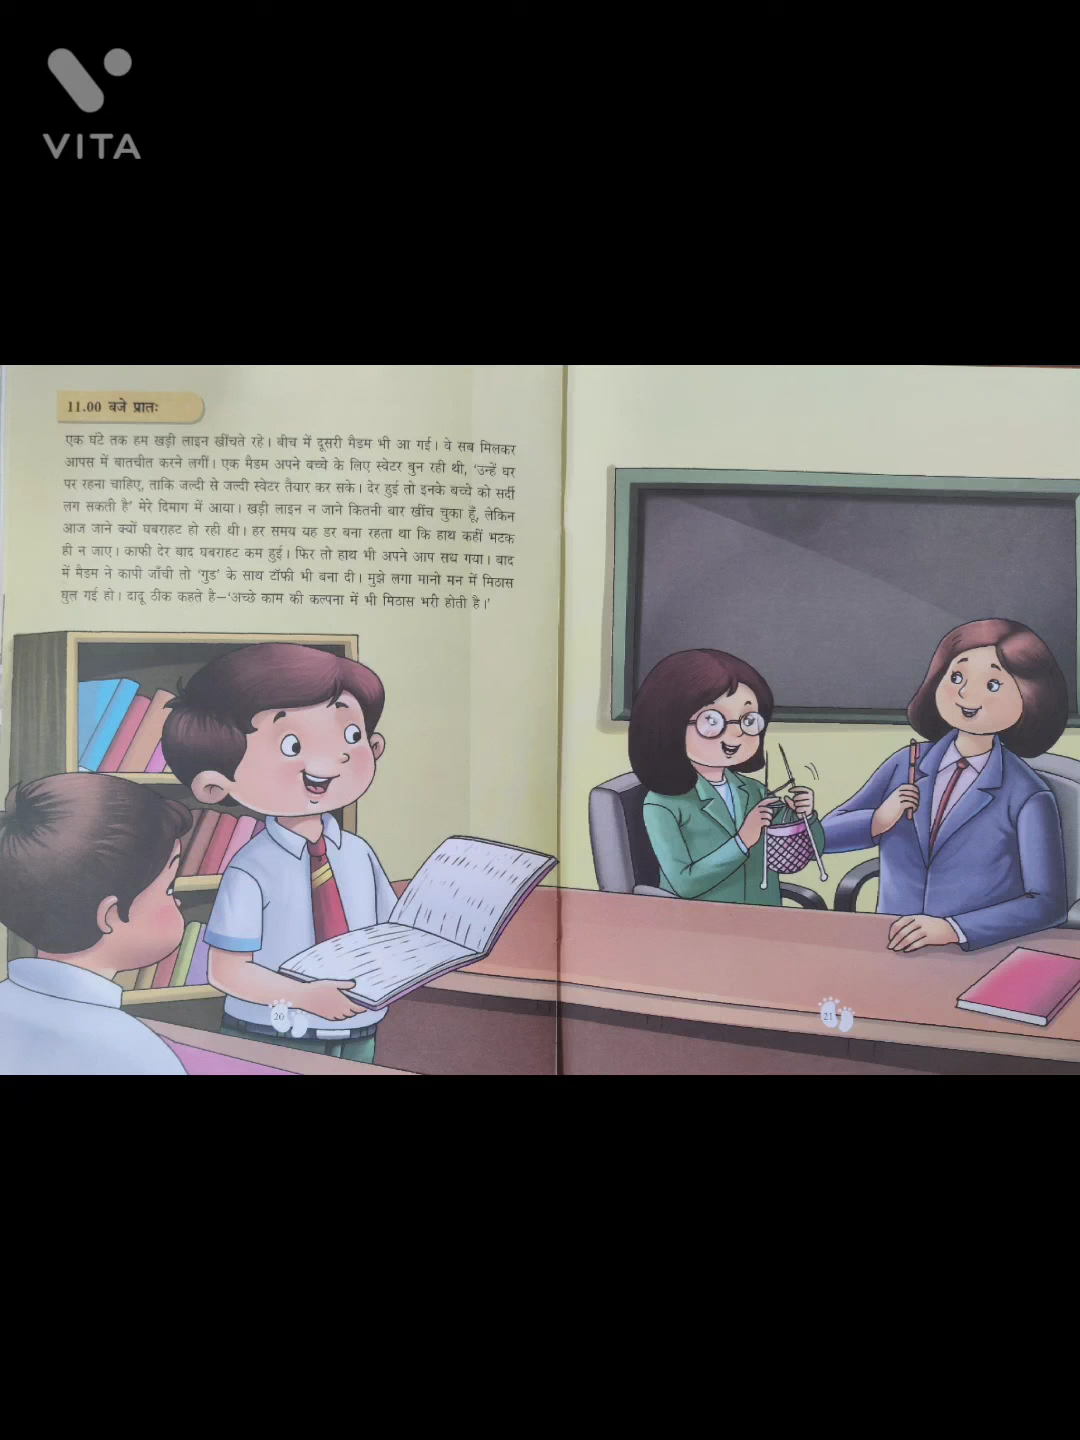 VITA
11.00 बजे प्रातः
एक घंटे तक हम खड़ी लाइन खींचते रहे। बीच में दूसरी मैडम भी आ गई। वे सब मिलकर
आपस में बातचीत करने लगीं। एक मैडम अपने बच्चे के लिए स्वेटर बुन रही थी, ‘उन्हें घर
पर रहना चाहिए, ताकि जल्दी से जल्दी स्वेटर तैयार कर सके। देर हुई तो इनके बच्चे को सर्दी
लग सकती है’ मेरे दिमाग में आया। खड़ी लाइन न जाने कितनी बार खींच चुका हूँ, लेकिन
आज जाने क्यों घबराहट हो रही थी। हर समय यह डर बना रहता था कि हाथ कहीं भटक
ही न जाए। काफी देर बाद घबराहट कम हुई। फिर तो हाथ भी अपने आप सध गया। बाद
में मैडम ने कापी जाँची तो ‘गुड’ के साथ टॉफी भी बना दी। मुझे लगा मानो मन में मिठास
घुल गई हो। दादू ठीक कहते है–‘अच्छे काम की कल्पना में भी मिठास भरी होती है।’
20
21